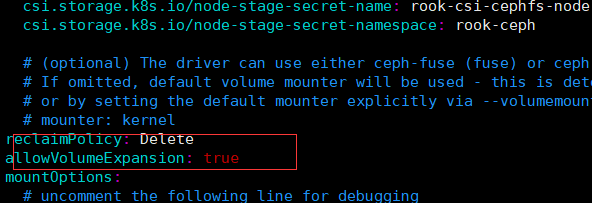 csi.storage.k8s.io/node-stage-secret-name: rook-csi-cephfs-node
csi.storage.k8s.io/node-stage-secret-namespace: rook-ceph
# (optional) The driver can use either ceph-fuse (fuse) or ceph
# If omitted, default volume mounter will be used - this is dete
# or by setting the default mounter explicitly via --volumemount
# mounter: kernel
reclaimPolicy: Delete
allowVolumeExpansion: true
mountOptions:
# uncomment the following line for debugging